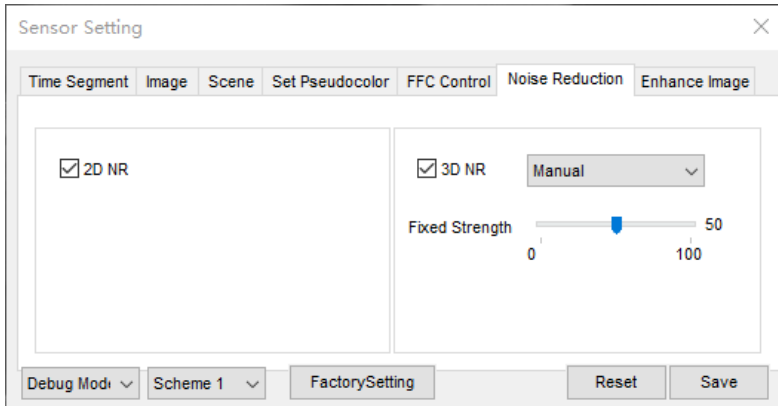 Sensor Setting
Time Segment Image Scene Set Pseudocolor FFC Control Noise Reduction Enhance Image
2D NR
3D NR Manual
Fixed Strength 50
0 100
Debug Mod Scheme 1 FactorySetting Reset Save